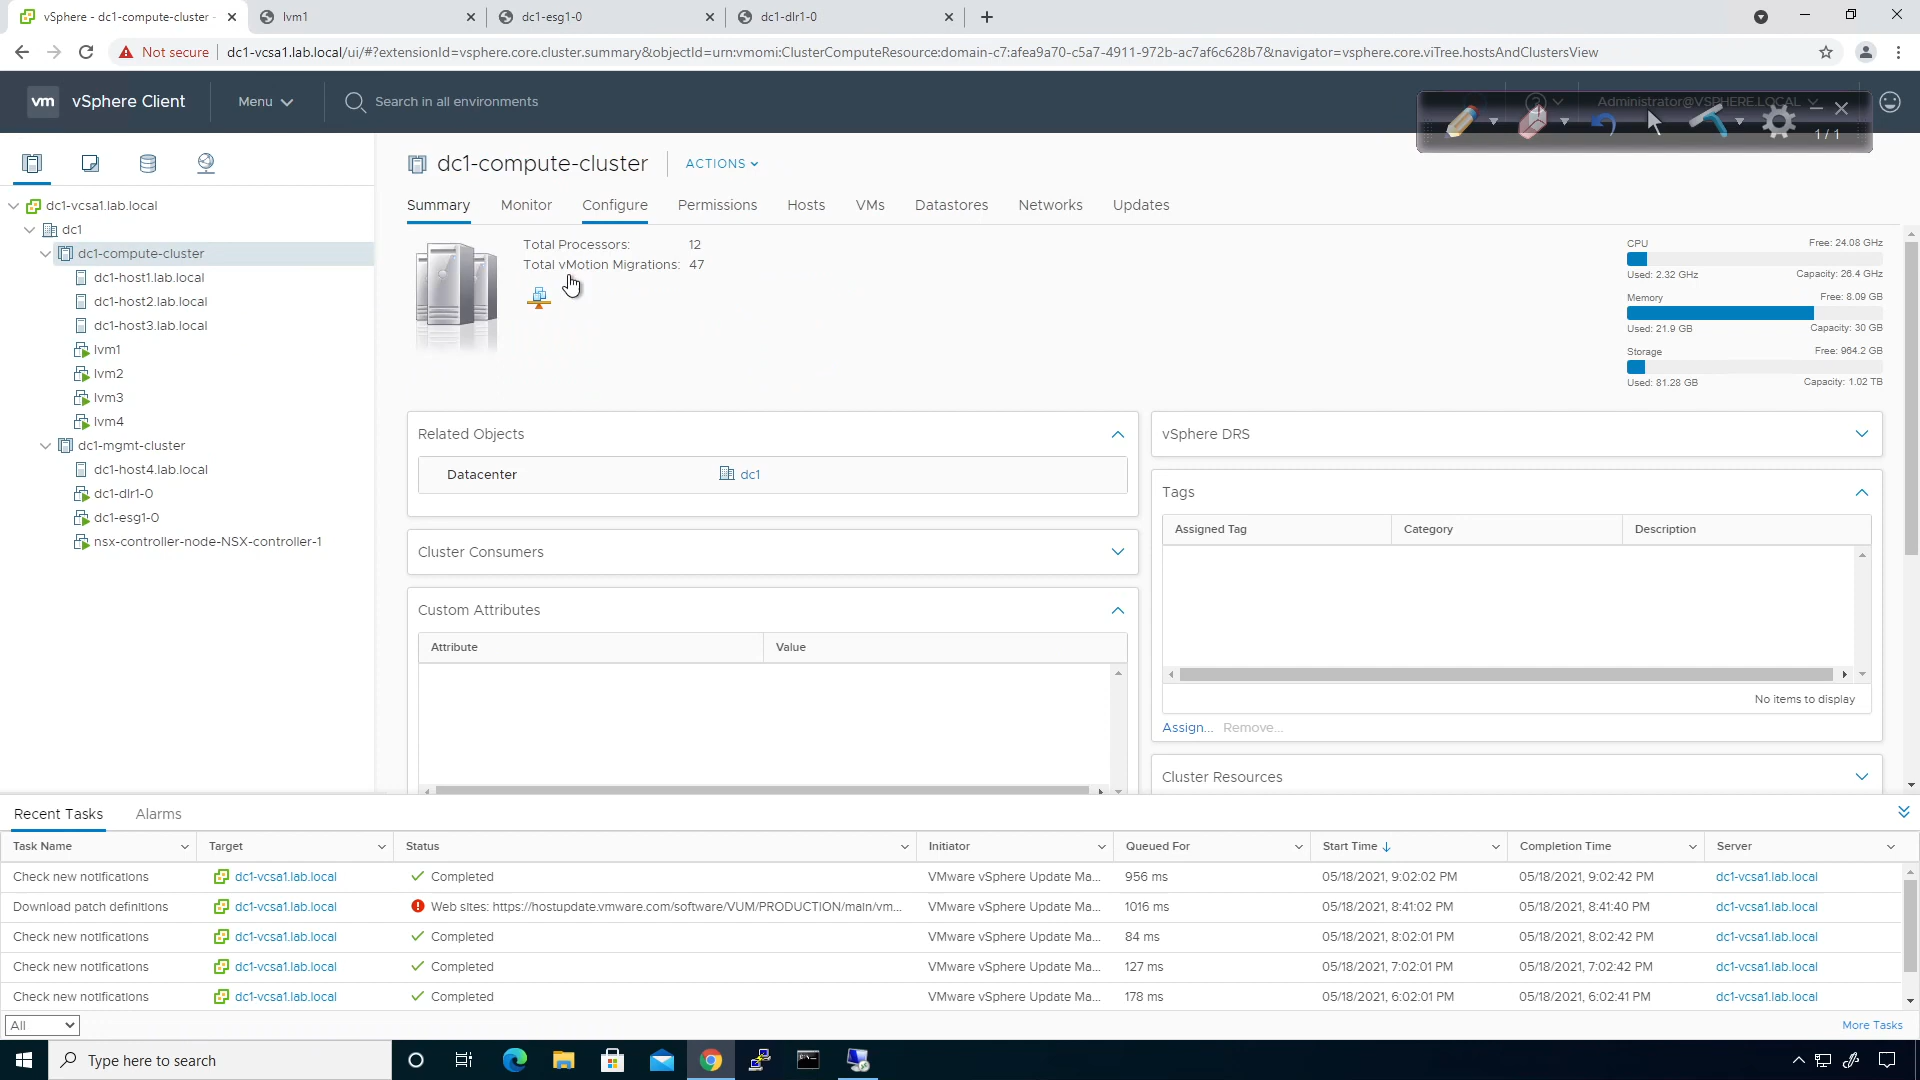 vSphere - dc1-compute-cluster -
lvm1
dc1-esg1-0
dc1-dlr1-0
Not secure
dc1-vcsa1.lab.local/ui/#?extensionId=vsphere.core.cluster.summary&objectId=urn:vmomi:ClusterComputeResource:domain-c7:afea9a70-c5a7-4911-972b-ac7af6c628b7&navigator=vsphere.core.viTree.hostsAndClustersView
vm vSphere Client
Menu
Search in all environments
Administrator@VSPHERE.LOCAL
1 / 1
dc1-compute-cluster
ACTIONS
Summary Monitor Configure Permissions Hosts VMs Datastores Networks Updates
dc1-vcsa1.lab.local
dc1
dc1-compute-cluster
dc1-host1.lab.local
dc1-host2.lab.local
dc1-host3.lab.local
lvm1
lvm2
lvm3
lvm4
dc1-mgmt-cluster
dc1-host4.lab.local
dc1-dlr1-0
dc1-esg1-0
nsx-controller-node-NSX-controller-1
Total Processors: 12
Total vMotion Migrations: 47
CPU Free: 24.08 GHz
Used: 2.32 GHz Capacity: 26.4 GHz
Memory Free: 8.09 GB
Used: 21.9 GB Capacity: 30 GB
Storage Free: 964.2 GB
Used: 81.28 GB Capacity: 1.02 TB
Related Objects
Datacenter dc1
Cluster Consumers
Custom Attributes
Attribute Value
vSphere DRS
Tags
Assigned Tag Category Description
No items to display
Assign... Remove...
Cluster Resources
Recent Tasks Alarms
Task Name Target Status Initiator Queued For Start Time Completion Time Server
Check new notifications dc1-vcsa1.lab.local Completed VMware vSphere Update Ma... 956 ms 05/18/2021, 9:02:02 PM 05/18/2021, 9:02:42 PM dc1-vcsa1.lab.local
Download patch definitions dc1-vcsa1.lab.local Web sites: https://hostupdate.vmware.com/software/VUM/PRODUCTION/main/vm... VMware vSphere Update Ma... 1016 ms 05/18/2021, 8:41:02 PM 05/18/2021, 8:41:40 PM dc1-vcsa1.lab.local
Check new notifications dc1-vcsa1.lab.local Completed VMware vSphere Update Ma... 84 ms 05/18/2021, 8:02:01 PM 05/18/2021, 8:02:42 PM dc1-vcsa1.lab.local
Check new notifications dc1-vcsa1.lab.local Completed VMware vSphere Update Ma... 127 ms 05/18/2021, 7:02:01 PM 05/18/2021, 7:02:42 PM dc1-vcsa1.lab.local
Check new notifications dc1-vcsa1.lab.local Completed VMware vSphere Update Ma... 178 ms 05/18/2021, 6:02:01 PM 05/18/2021, 6:02:41 PM dc1-vcsa1.lab.local
All
More Tasks
Type here to search